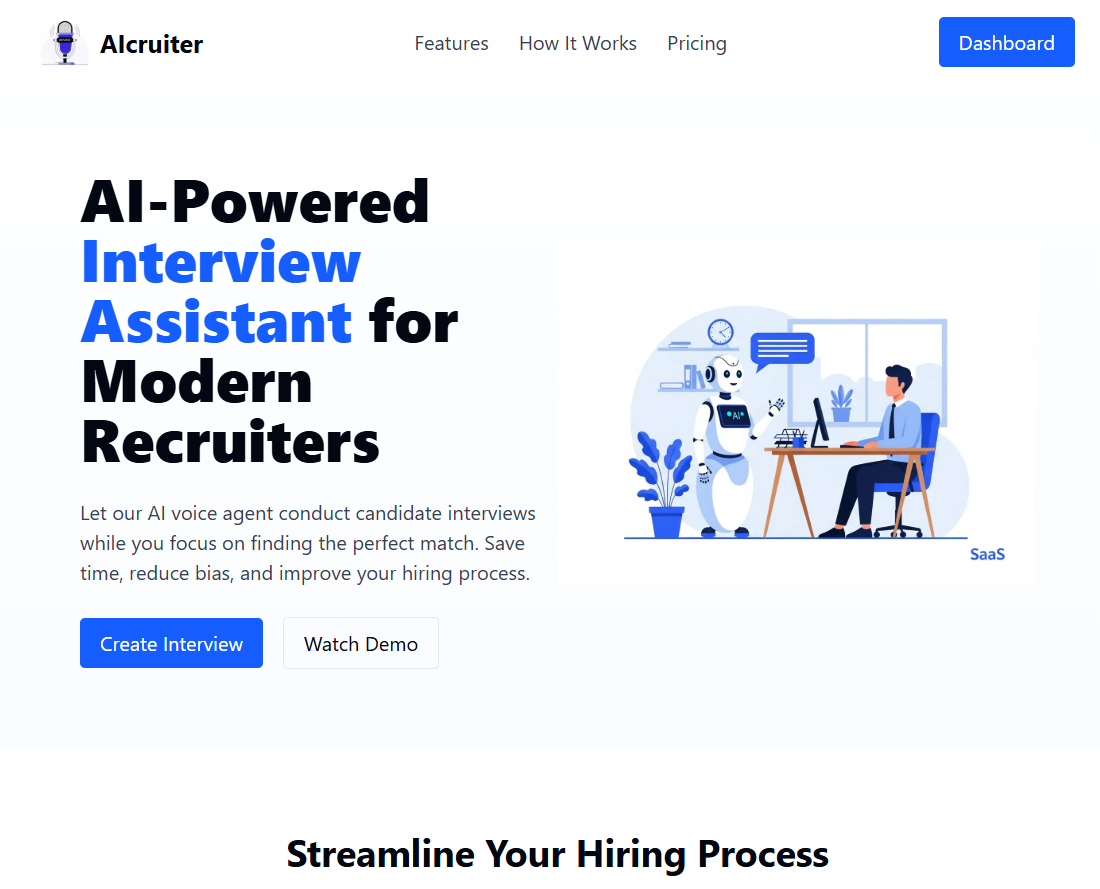 AIcruiter
Features
How It Works
Pricing
Dashboard
AI-Powered
Interview
Assistant for
Modern
Recruiters
Let our AI voice agent conduct candidate interviews
while you focus on finding the perfect match. Save
time, reduce bias, and improve your hiring process.
Create Interview
Watch Demo
AI
SaaS
Streamline Your Hiring Process